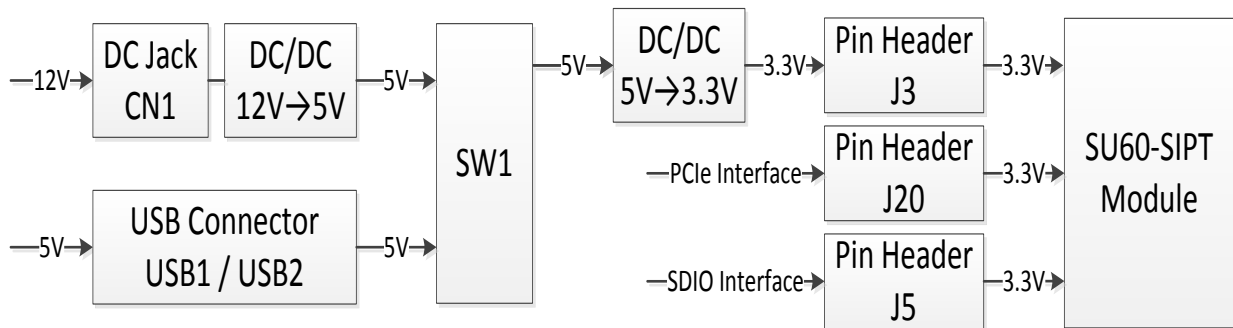 12V
DC Jack
CN1
DC/DC
12V→5V
5V
5V
USB Connector
USB1 / USB2
5V
SW1
5V
DC/DC
5V→3.3V
3.3V
Pin Header
J3
3.3V
PCIe Interface
Pin Header
J20
3.3V
SDIO Interface
Pin Header
J5
3.3V
SU60-SIPT
Module